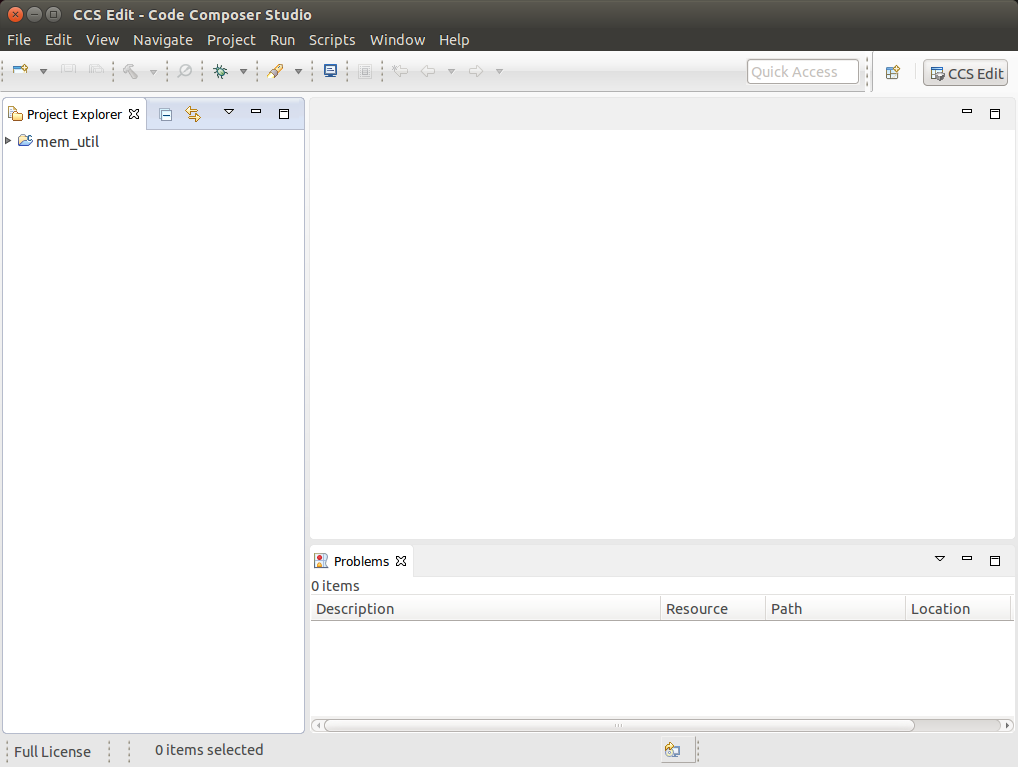 CCS Edit - Code Composer Studio
File Edit View Navigate Project Run Scripts Window Help
Quick Access
CCS Edit
Project Explorer
mem_util
Problems
0 items
Description Resource Path Location
Full License
0 items selected